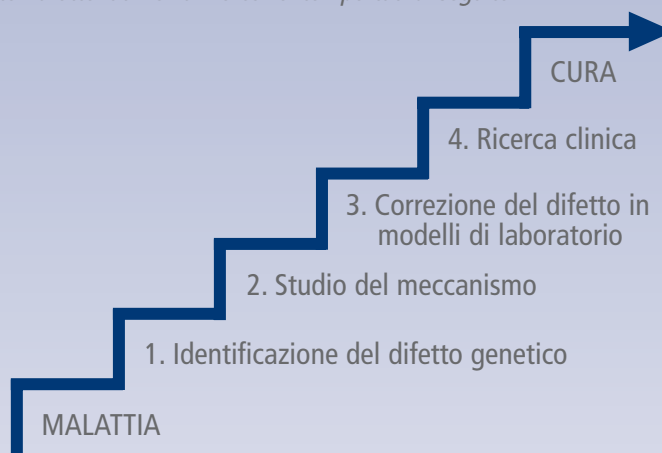 CURA
4. Ricerca clinica
3. Correzione del difetto in
modelli di laboratorio
2. Studio del meccanismo
1. Identificazione del difetto genetico
MALATTIA